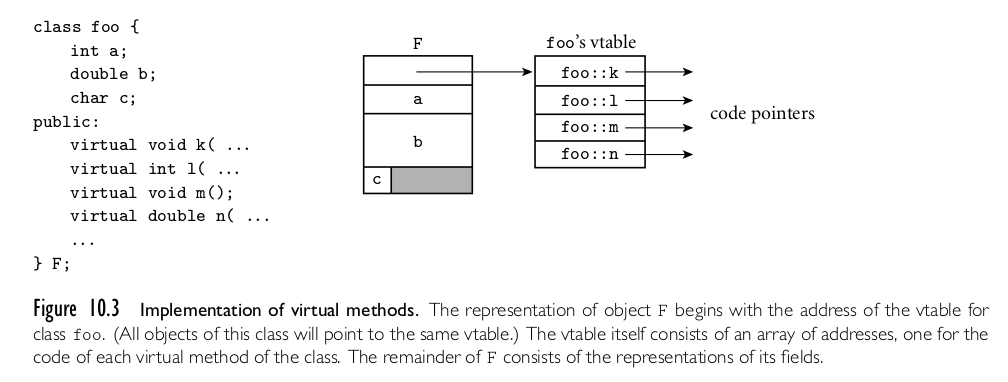 class foo {
int a;
double b;
char c;
public:
virtual void k( ...
virtual int l( ...
virtual void m();
virtual double n( ...
...
} F;
F
a
b
c
foo's vtable
foo::k
foo::l
foo::m
foo::n
code pointers
Figure 10.3 Implementation of virtual methods. The representation of object F begins with the address of the vtable for
class foo. (All objects of this class will point to the same vtable.) The vtable itself consists of an array of addresses, one for the
code of each virtual method of the class. The remainder of F consists of the representations of its fields.